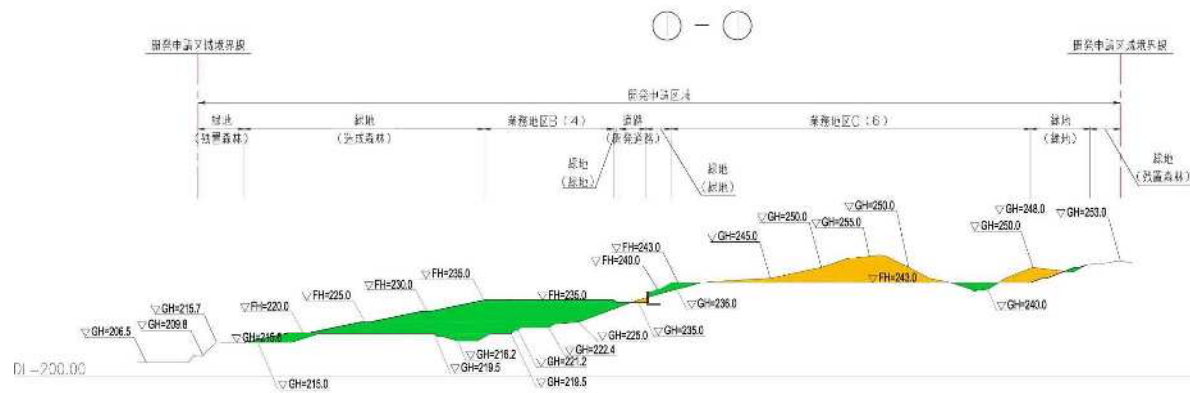 開発申請区域境界線
開発申請区域境界線
開発申請区域
緑地
(残置森林)
緑地
(造成森林)
業務地区B（4）
道路
(開発道路)
業務地区C（6）
緑地
(緑地)
緑地
(緑地)
緑地
(緑地)
緑地
(残置森林)
▽GH=250.0
▽GH=248.0
▽GH=253.0
▽GH=250.0
▽GH=255.0
▽GH=250.0
▽GH=245.0
▽FH=243.0
▽FH=240.0
▽FH=235.0
▽FH=243.0
▽FH=230.0
▽FH=235.0
▽FH=225.0
▽GH=236.0
▽GH=240.0
▽GH=215.7
▽FH=220.0
▽GH=209.8
▽GH=206.5
▽GH=235.0
▽GH=225.0
▽GH=222.4
▽GH=221.2
▽GH=219.5
▽GH=219.5
▽GH=215.0
DL=200.00